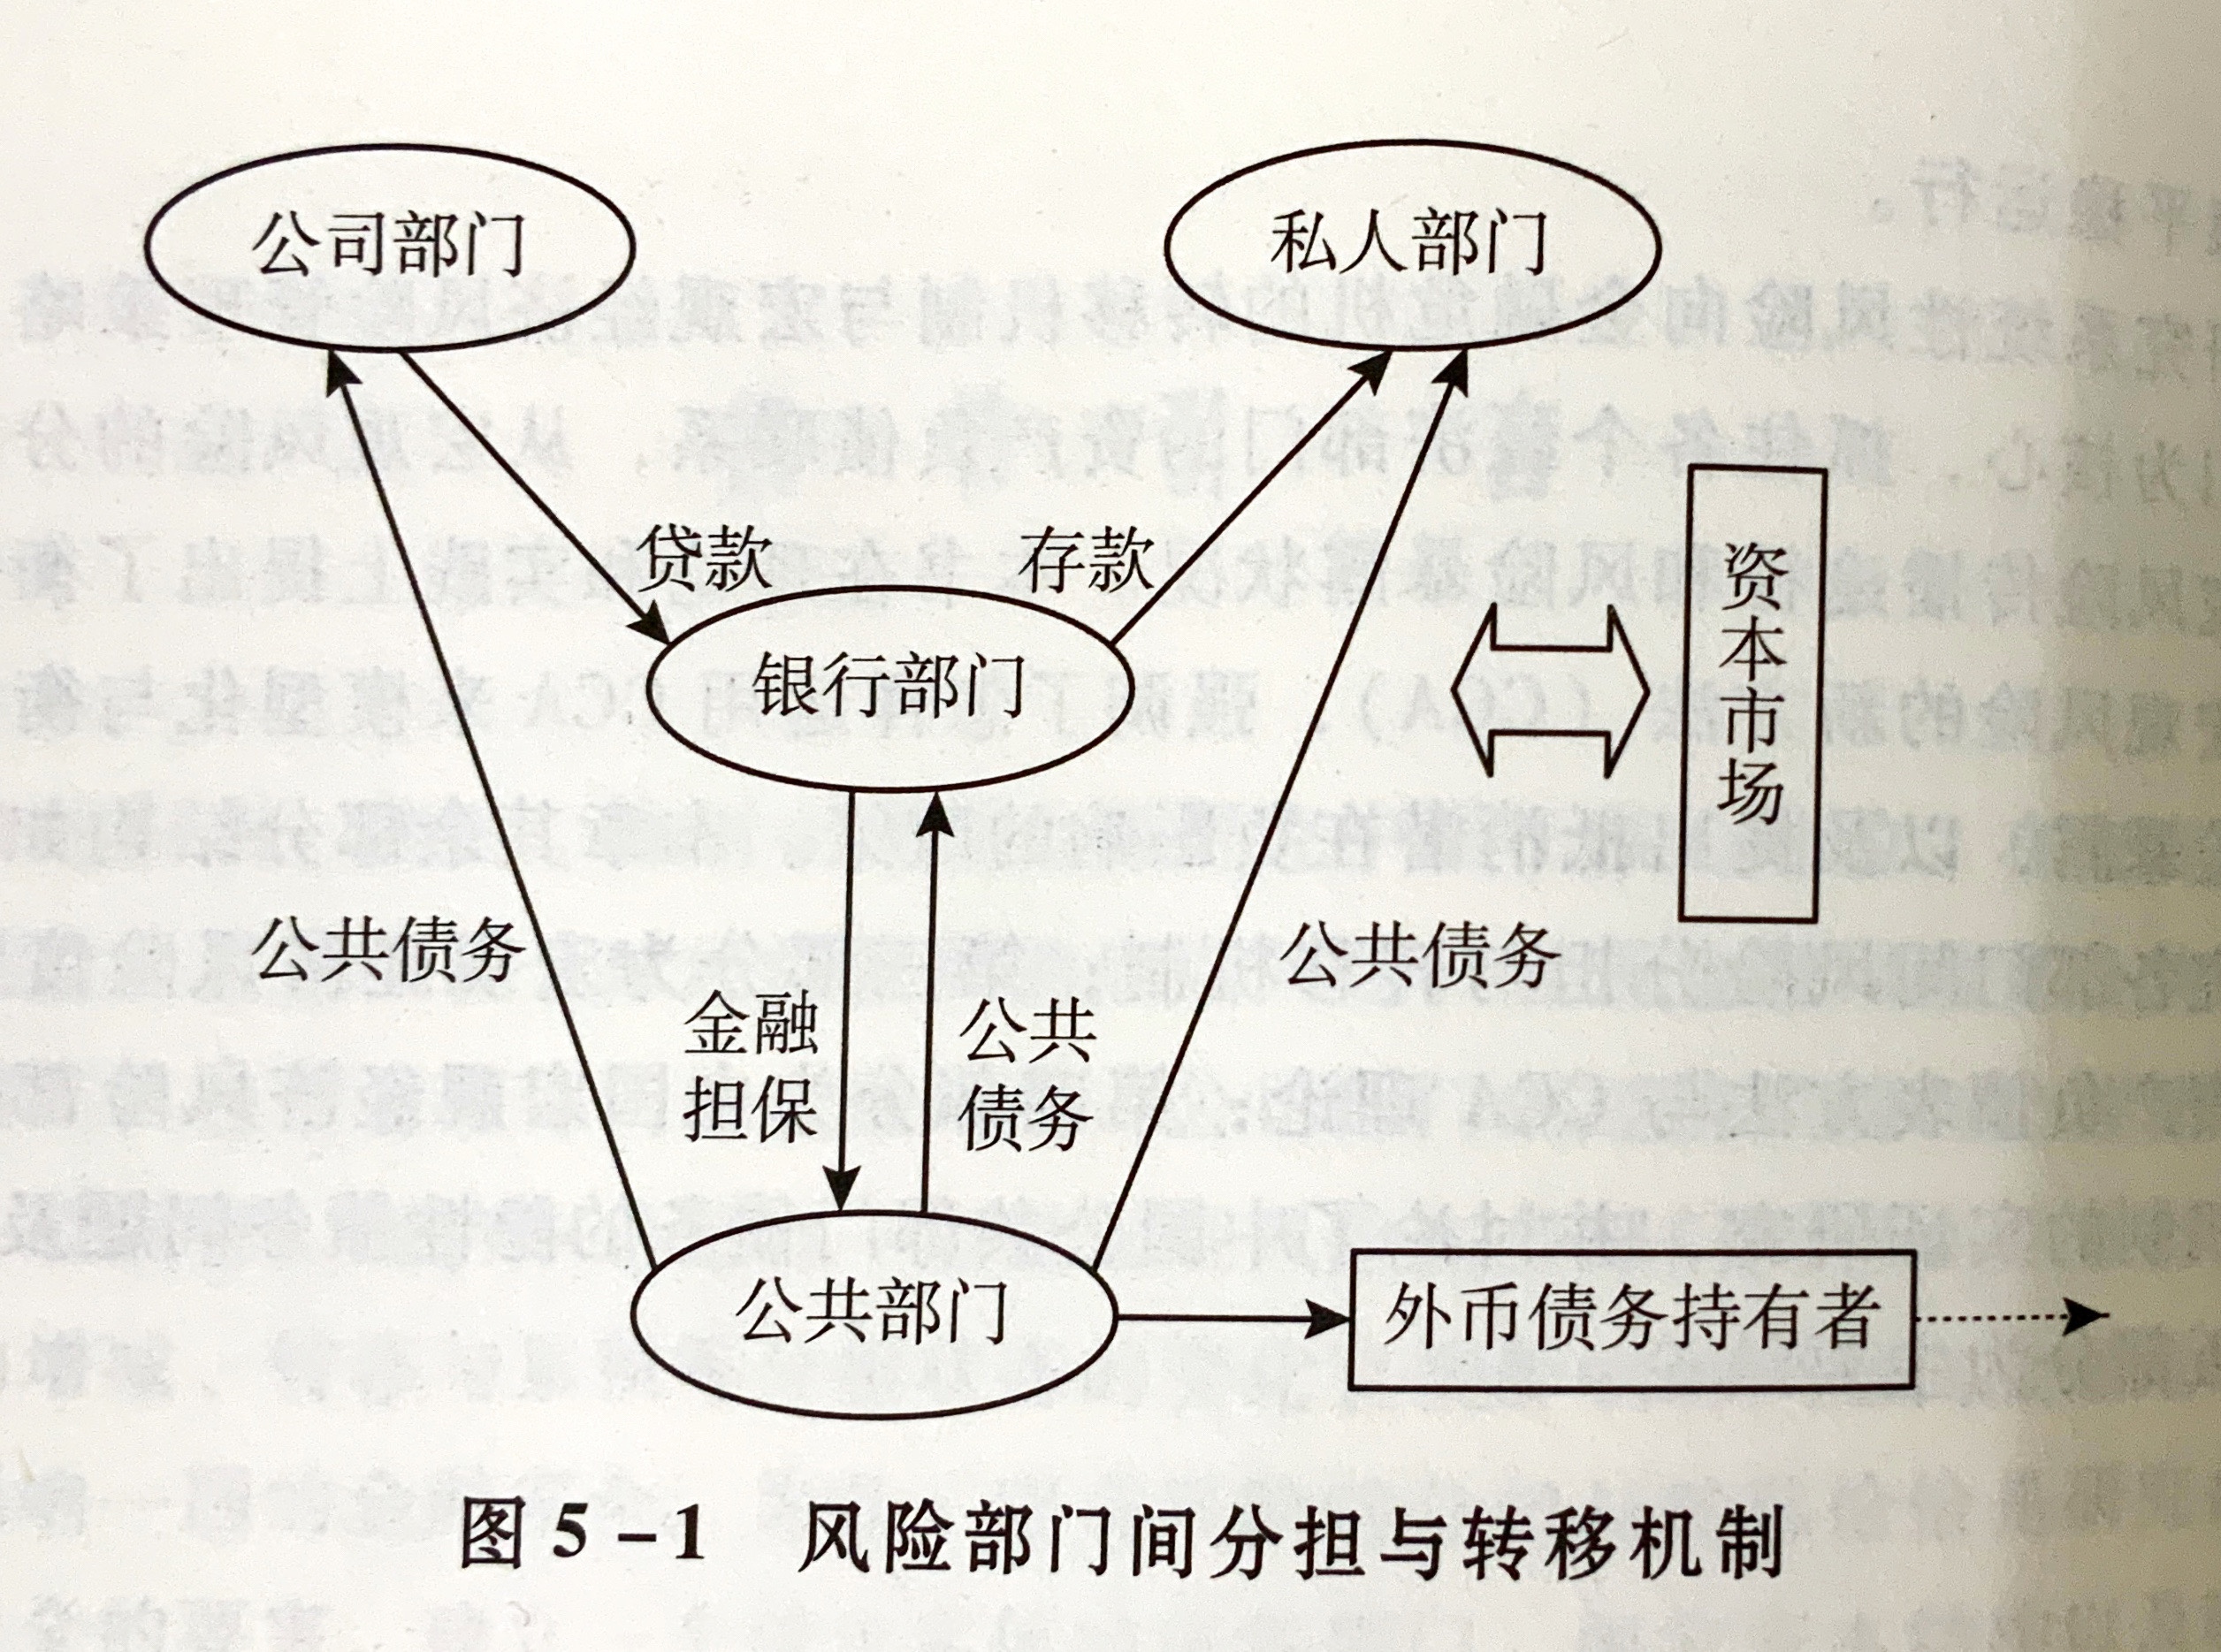 公司部门
私人部门
贷款
存款
银行部门
资本市场
公共债务
金融
担保
公共
债务
公共债务
公共部门
外币债务持有者
图 5-1 风险部门间分担与转移机制